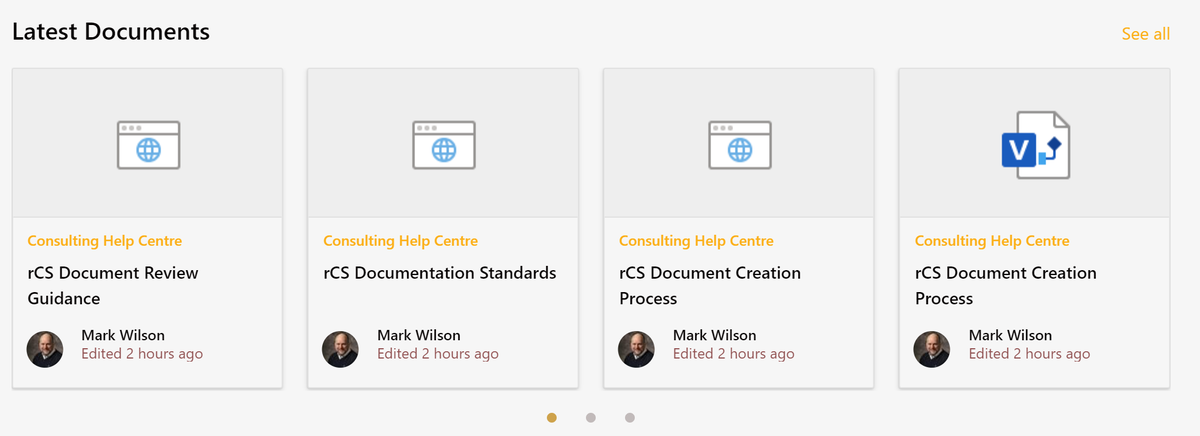 Latest Documents
See all
Consulting Help Centre
rCS Document Review
Guidance
Mark Wilson
Edited 2 hours ago
Consulting Help Centre
rCS Documentation Standards
Mark Wilson
Edited 2 hours ago
Consulting Help Centre
rCS Document Creation
Process
Mark Wilson
Edited 2 hours ago
V
Consulting Help Centre
rCS Document Creation
Process
Mark Wilson
Edited 2 hours ago